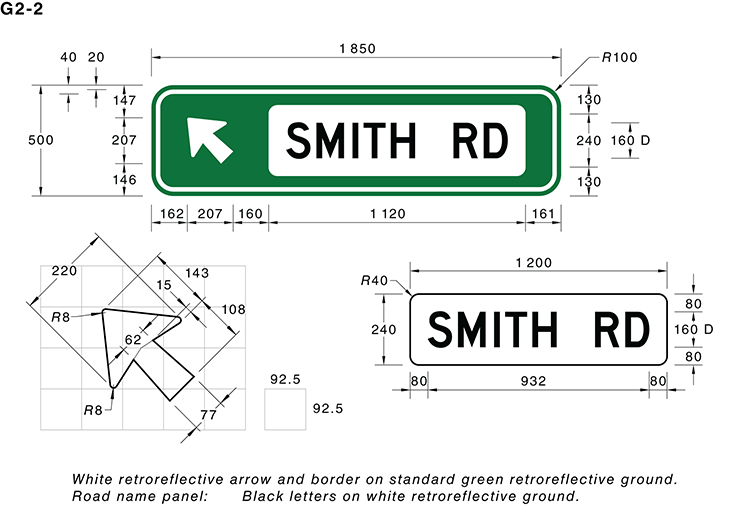 G2-2
1 850
40 20
R100
147
130
500
207
SMITH RD
240
160 D
146
130
162 207 160 1 120 161
220
143
1 200
15
R40
R8
108
80
62
240
SMITH RD
160 D
80
92.5
80 932 80
R8
77
92.5
White retroreflective arrow and border on standard green retroreflective ground.
Road name panel: Black letters on white retroreflective ground.